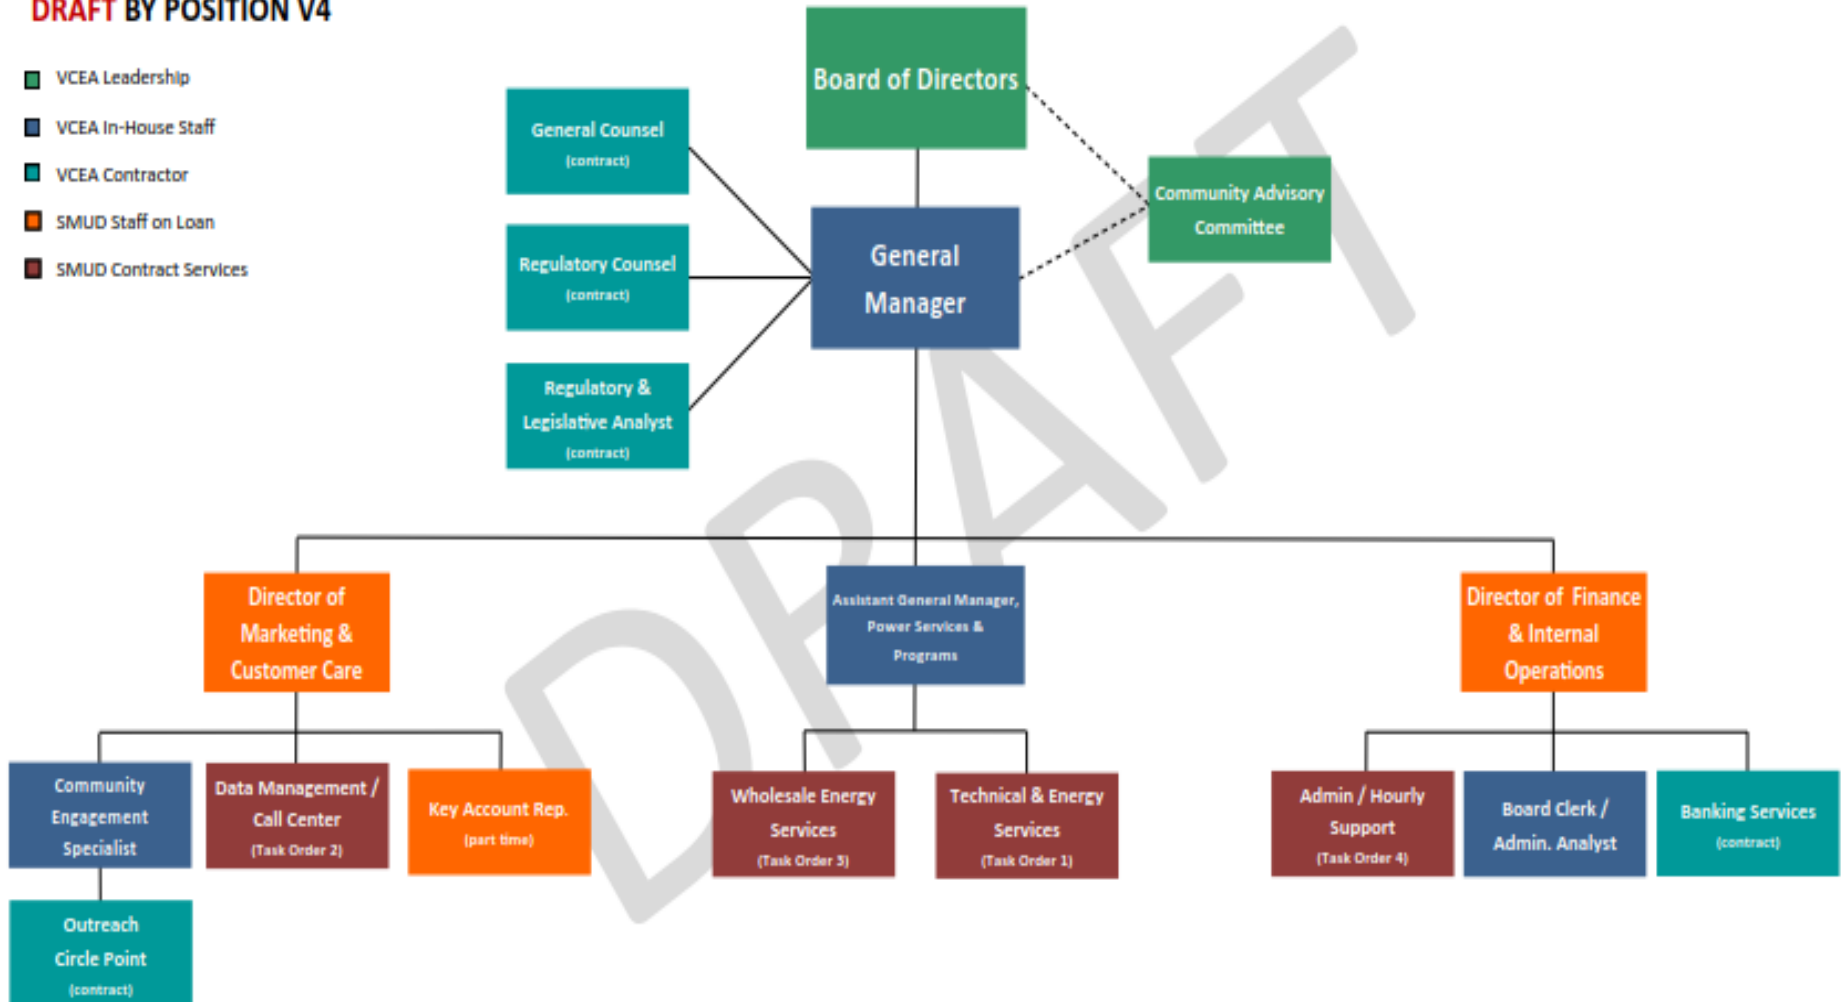 DRAFT BY POSITION V4
VCEA Leadership
VCEA In-House Staff
VCEA Contractor
SMUD Staff on Loan
SMUD Contract Services
Board of Directors
General Counsel
(contract)
Community Advisory
Committee
Regulatory Counsel
(contract)
General
Manager
Regulatory &
Legislative Analyst
(contract)
DRAFT
Director of
Marketing &
Customer Care
Assistant General Manager,
Power Services &
Programs
Director of Finance
& Internal
Operations
Community
Engagement
Specialist
Data Management /
Call Center
(Task Order 2)
Key Account Rep.
(part time)
Wholesale Energy
Services
(Task Order 3)
Technical & Energy
Services
(Task Order 1)
Admin / Hourly
Support
(Task Order 4)
Board Clerk /
Admin. Analyst
Banking Services
(contract)
Outreach
Circle Point
(contract)